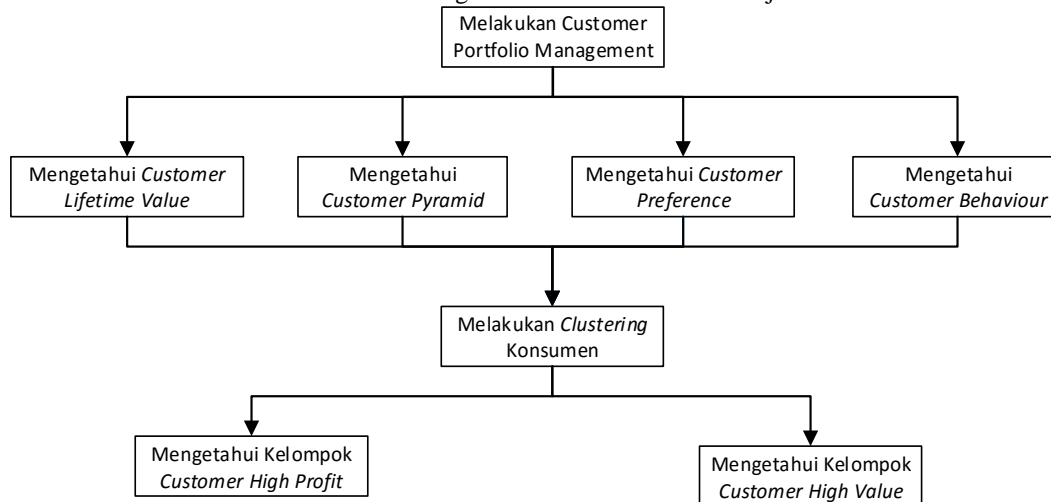 Melakukan Customer
Portfolio Management
Mengetahui Customer
Lifetime Value
Mengetahui
Customer Pyramid
Mengetahui Customer
Preference
Mengetahui
Customer Behaviour
Melakukan Clustering
Konsumen
Mengetahui Kelompok
Customer High Profit
Mengetahui Kelompok
Customer High Value